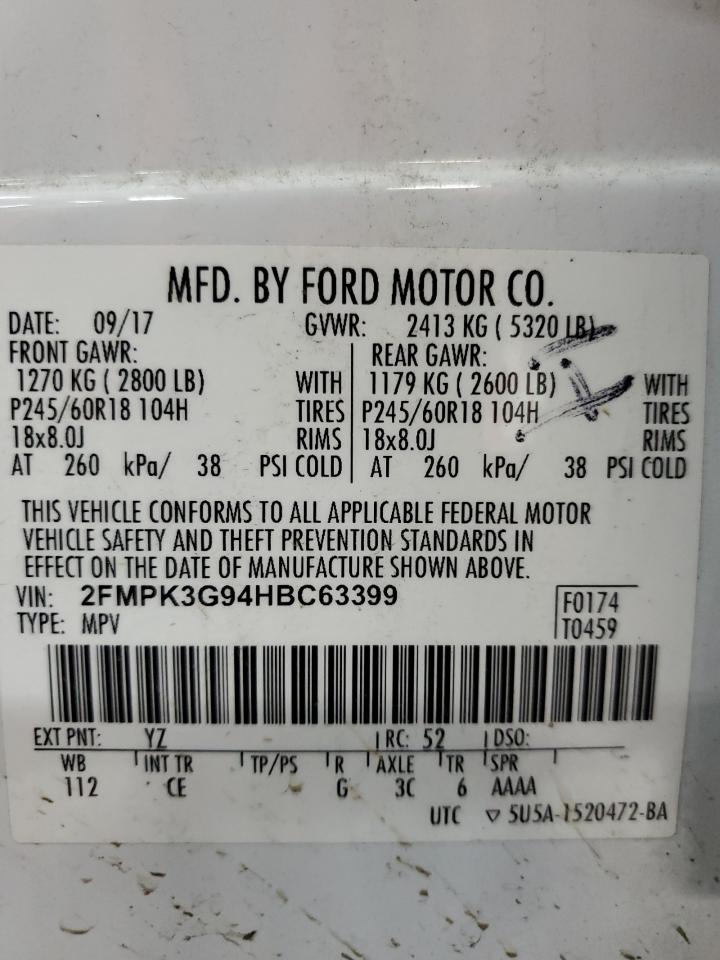 MFD. BY FORD MOTOR CO.
DATE: 09/17 GVWR: 2413 KG ( 5320 LB)
FRONT GAWR: REAR GAWR:
1270 KG ( 2800 LB) WITH 1179 KG ( 2600 LB) WITH
P245/60R18 104H TIRES P245/60R18 104H TIRES
18x8.0J RIMS 18x8.0J RIMS
AT 260 kPa/ 38 PSI COLD AT 260 kPa/ 38 PSI COLD
THIS VEHICLE CONFORMS TO ALL APPLICABLE FEDERAL MOTOR
VEHICLE SAFETY AND THEFT PREVENTION STANDARDS IN
EFFECT ON THE DATE OF MANUFACTURE SHOWN ABOVE.
VIN: 2FMPK3G94HBC63399 F0174
TYPE: MPV T0459
EXT PNT: YZ RC: 52 DSO:
WB INT TR TP/PS R AXLE TR SPR
112 CE G 3C 6 AAAA
UTC ▽ 5U5A-1520472-BA